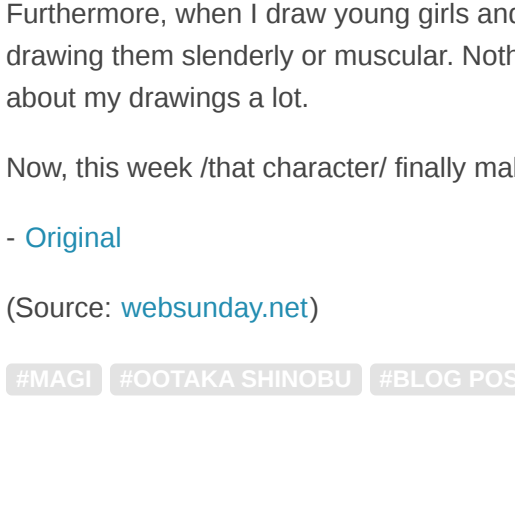 Furthermore, when I draw young girls and
drawing them slenderly or muscular. Noth
about my drawings a lot.
Now, this week /that character/ finally mal
- Original
(Source: websunday.net)
#MAGI #OOTAKA SHINOBU #BLOG POS